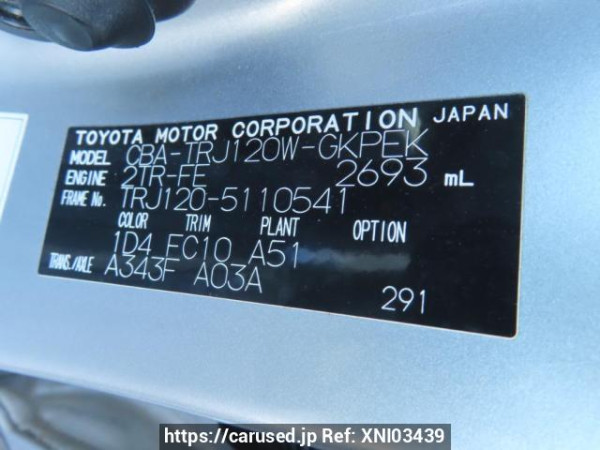 TOYOTA MOTOR CORPORATION JAPAN
MODEL CBA-TRJ120W-GKPEK
ENGINE 2TR-FE 2693 mL
FRAME No. TRJ120-5110541
COLOR TRIM PLANT OPTION
1D4 FC10 A51
TRANS./AXLE A343F A03A
291
https://carused.jp Ref: XNI03439